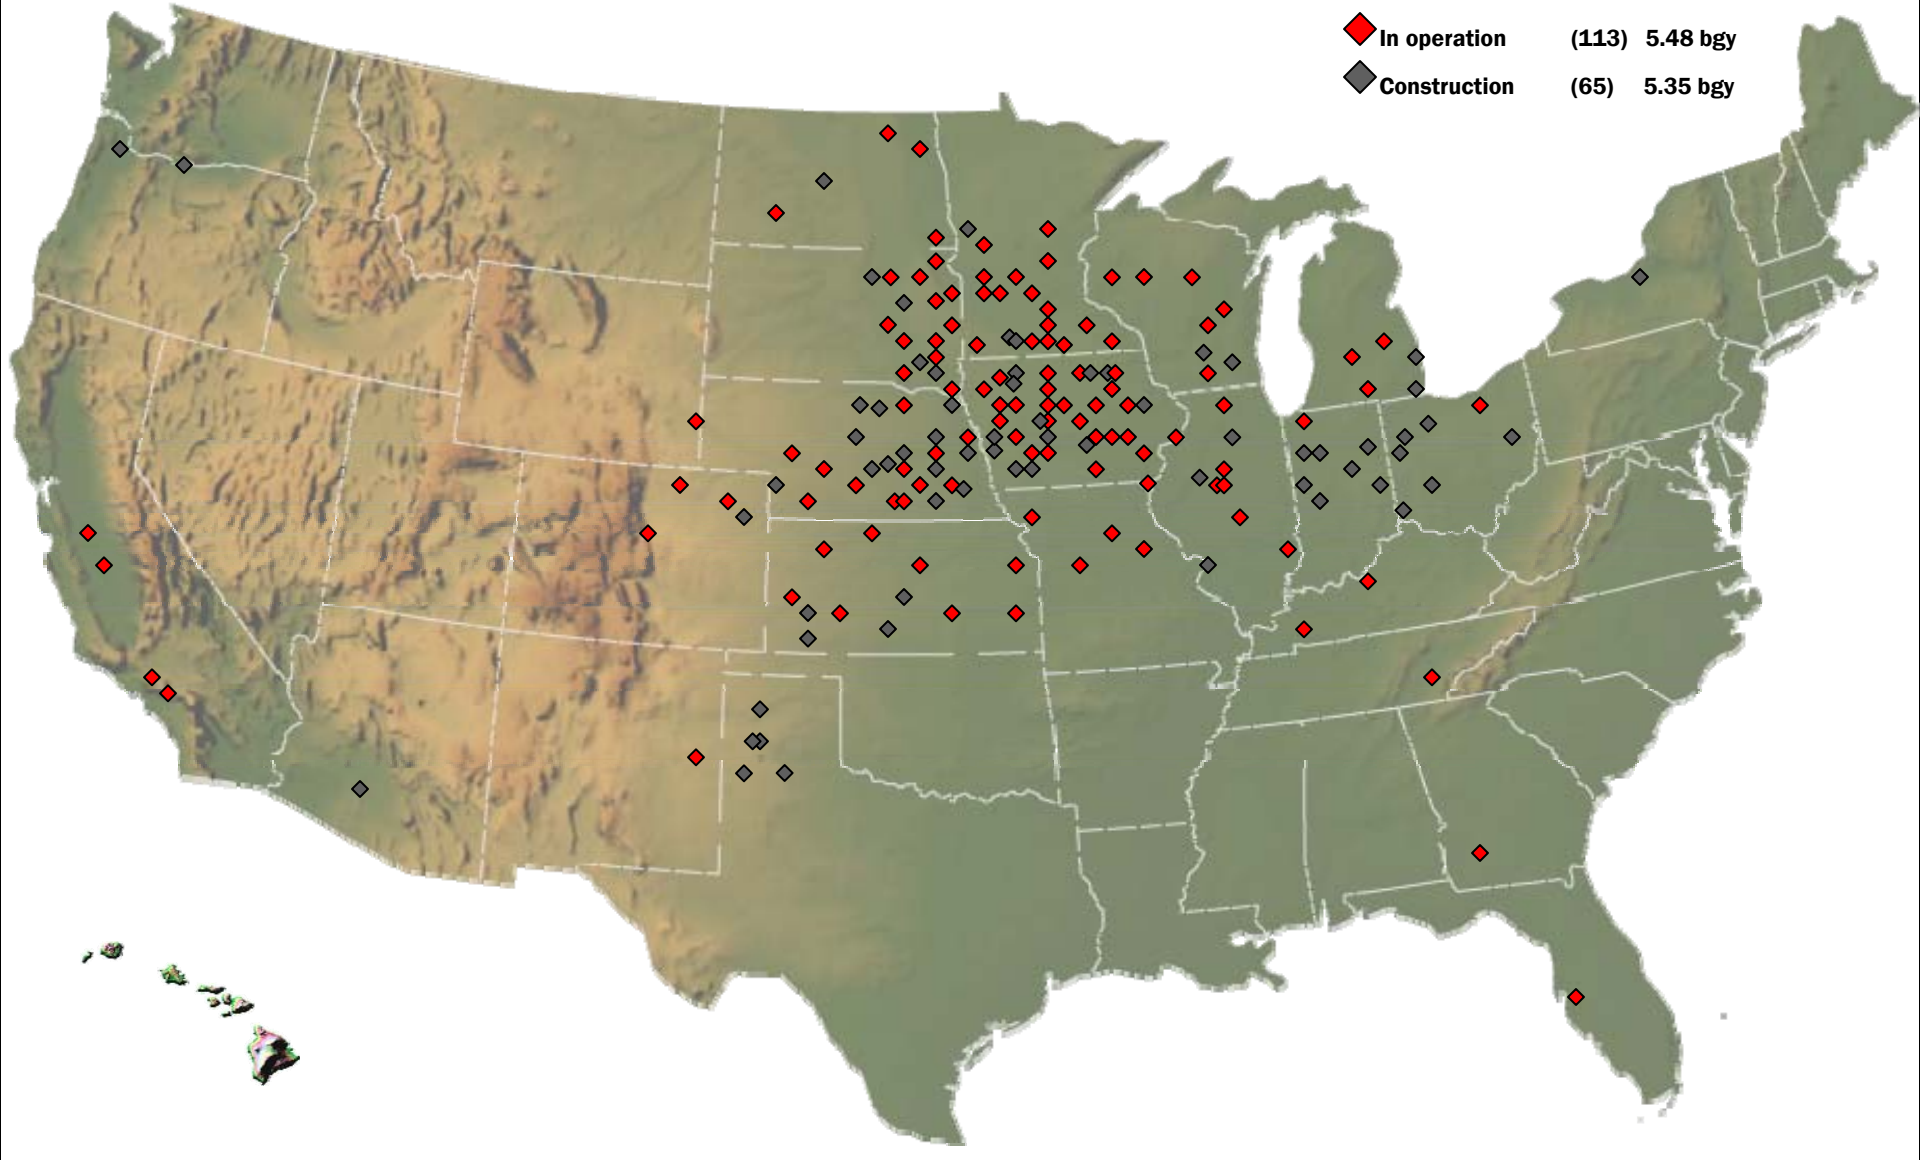 In operation (113) 5.48 bgy
Construction (65) 5.35 bgy